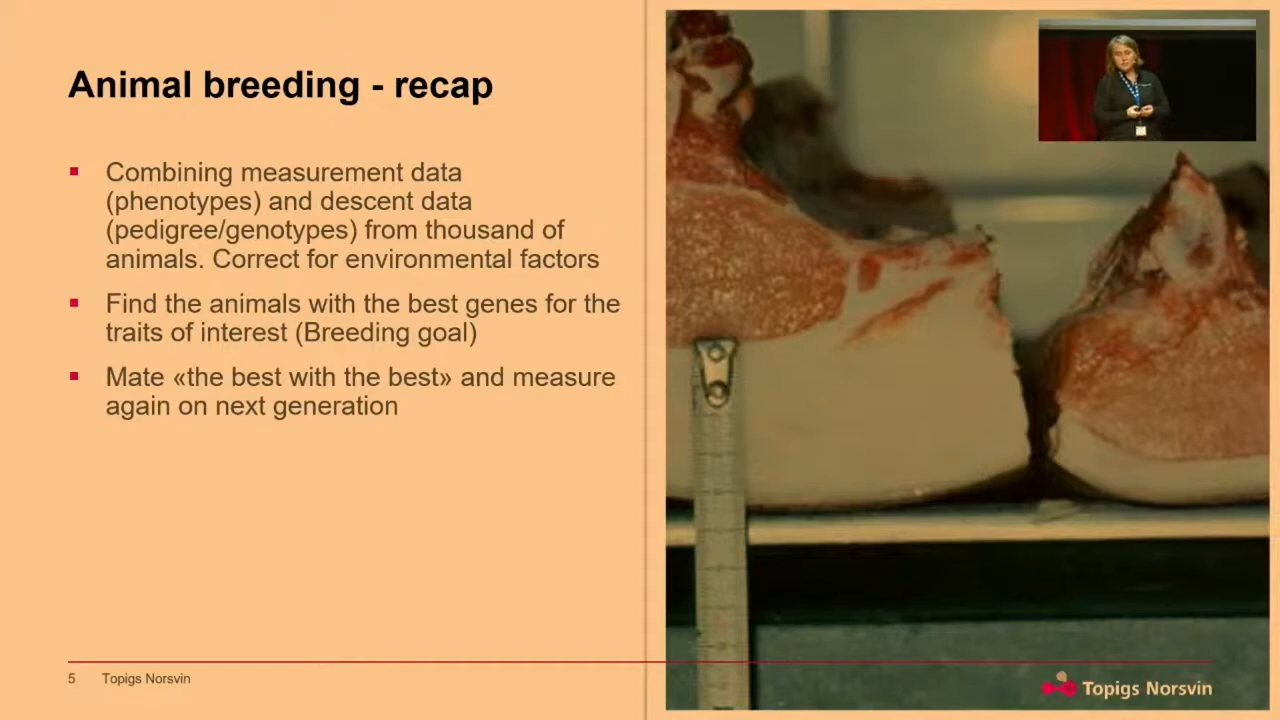 Animal breeding - recap
▪ Combining measurement data
(phenotypes) and descent data
(pedigree/genotypes) from thousand of
animals. Correct for environmental factors
▪ Find the animals with the best genes for the
traits of interest (Breeding goal)
▪ Mate «the best with the best» and measure
again on next generation
5 Topigs Norsvin
Topigs Norsvin